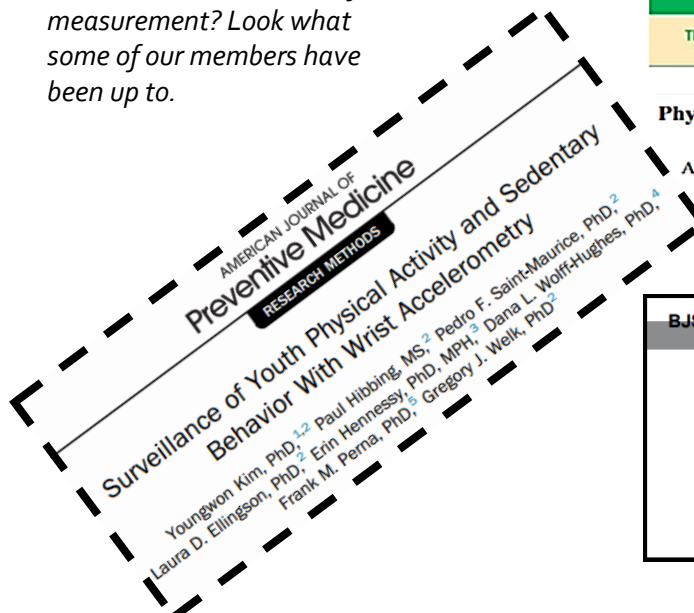 measurement? Look what
some of our members have
been up to.
AMERICAN JOURNAL OF
Preventive Medicine
RESEARCH METHODS
Surveillance of Youth Physical Activity and Sedentary
Behavior With Wrist Accelerometry
Youngwon Kim, PhD,1,2 Paul Hibbing, MS,2 Pedro F. Saint-Maurice, PhD,2
Laura D. Ellingson, PhD,2 Erin Hennessy, PhD, MPH,3 Dana L. Wolff-Hughes, PhD,4
Frank M. Perna, PhD,5 Gregory J. Welk, PhD2
Phy
A